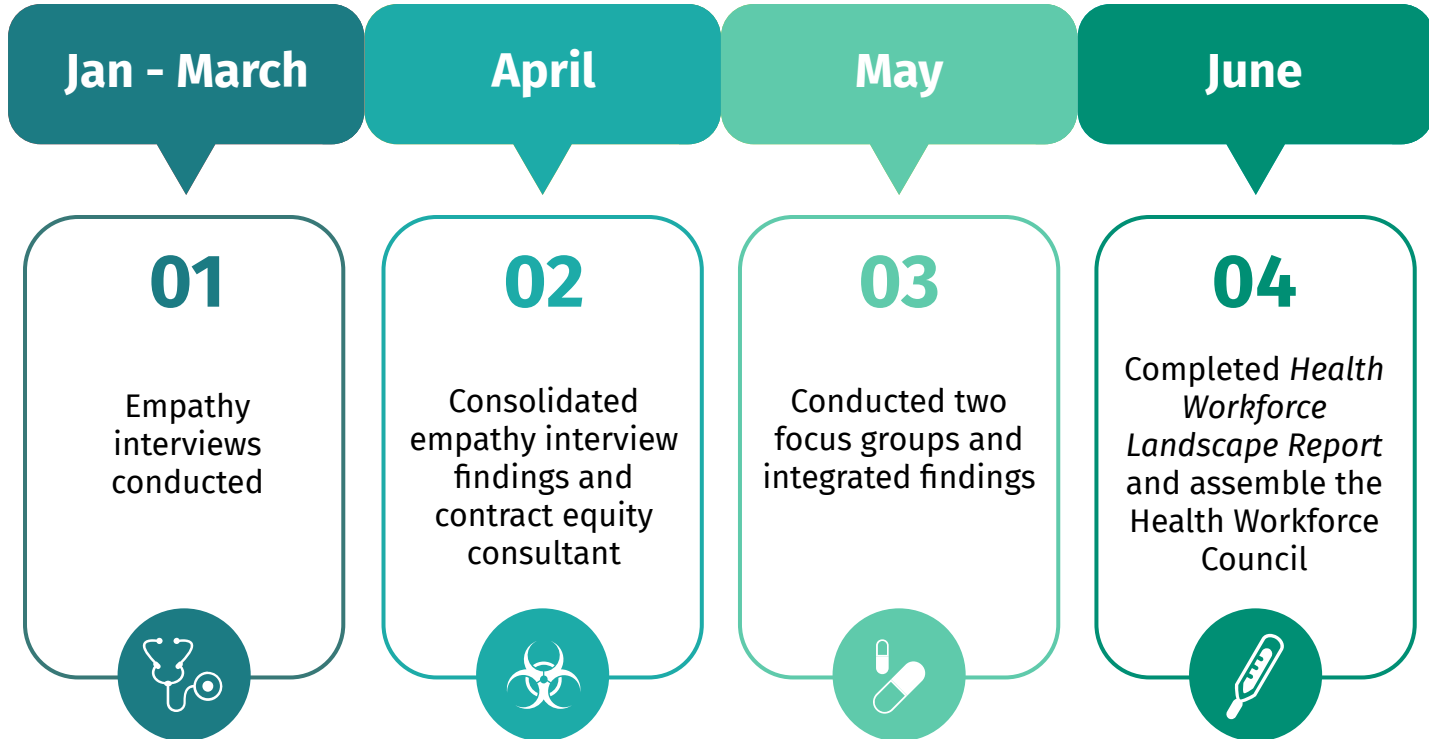 Jan - March
April
May
June
01
Empathy
interviews
conducted
02
Consolidated
empathy interview
findings and
contract equity
consultant
03
Conducted two
focus groups and
integrated findings
04
Completed Health
Workforce
Landscape Report
and assemble the
Health Workforce
Council